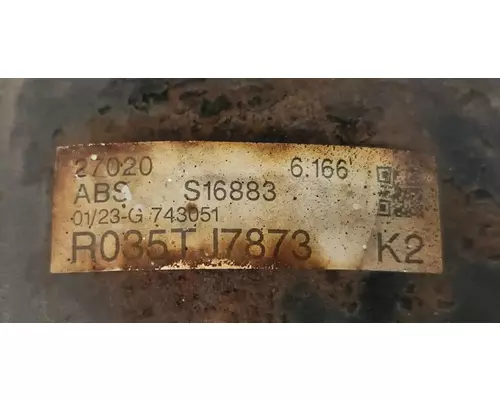 27020 6.166
ABS S16883
01/23-G 743051
R035T J7873 K2